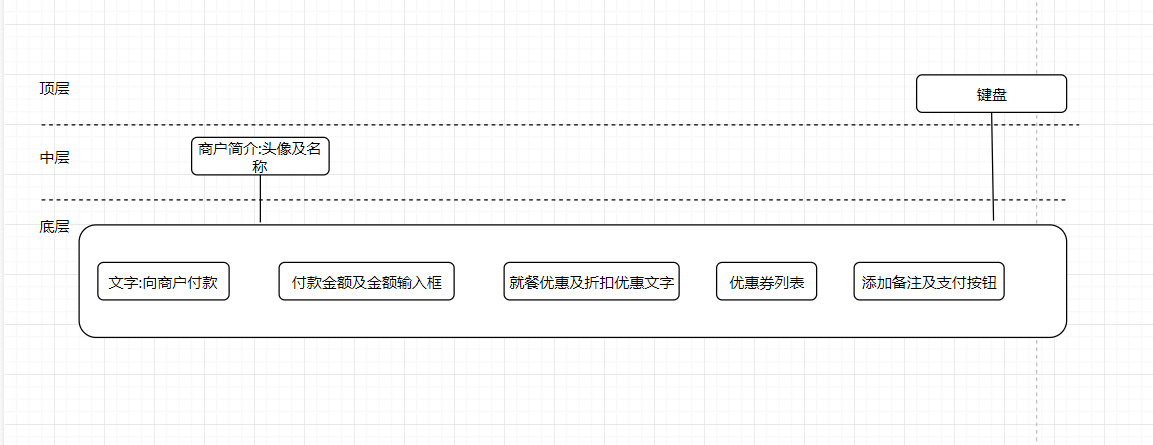 顶层
键盘
中层
商户简介:头像及名
称
底层
文字:向商户付款
付款金额及金额输入框
就餐优惠及折扣优惠文字
优惠券列表
添加备注及支付按钮